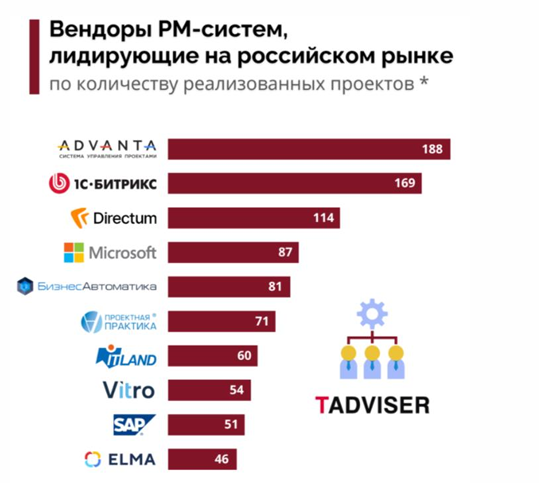 Вендоры PM-систем,
лидирующие на российском рынке
по количеству реализованных проектов *
ADVANTA
СИСТЕМА УПРАВЛЕНИЯ ПРОЕКТАМИ
188
1С·БИТРИКС
169
Directum
114
Microsoft
87
БизнесАвтоматика
81
ПРОЕКТНАЯ®
ПРАКТИКА
71
ITLAND
60
Vitro
54
SAP
51
ELMA
46
TADVISER